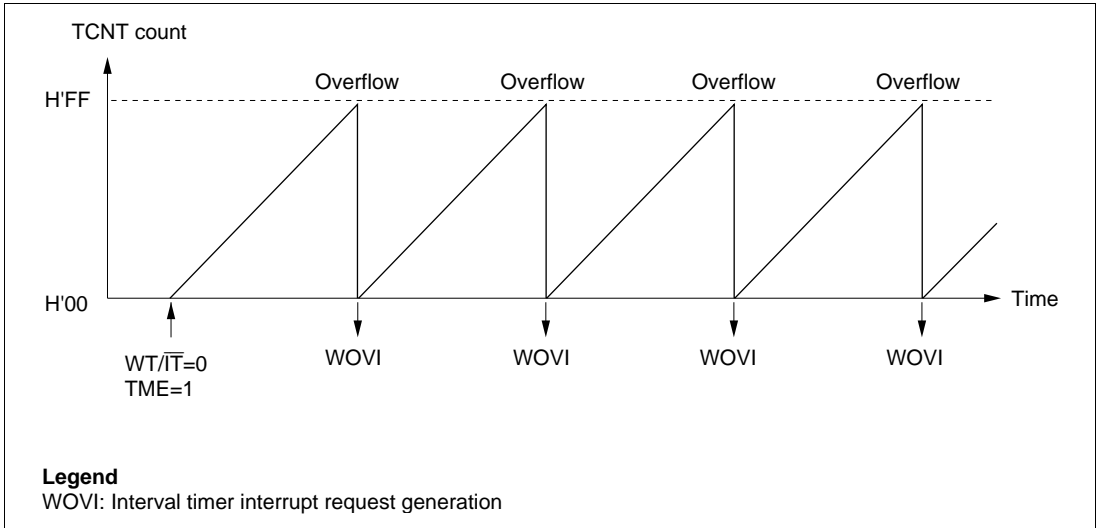 TCNT count
Overflow Overflow Overflow Overflow
H'FF
H'00
Time
WT/I̅T̅=0
TME=1
WOVI WOVI WOVI WOVI
Legend
WOVI: Interval timer interrupt request generation